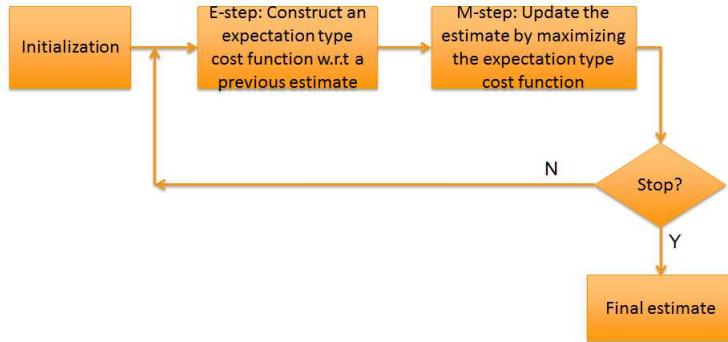 Initialization
E-step: Construct an
expectation type
cost function w.r.t a
previous estimate
M-step: Update the
estimate by maximizing
the expectation type
cost function
N
Stop?
Y
Final estimate